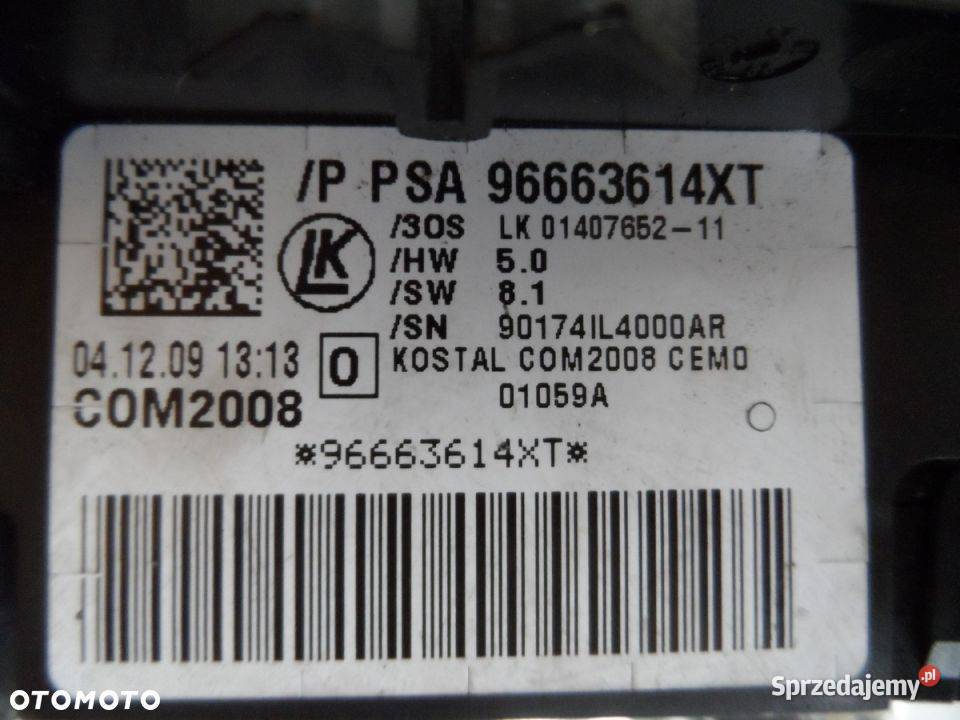 /P PSA 96663614XT
/3OS LK 01407652-11
LK
/HW 5.0
/SW 8.1
/SN 90174IL4000AR
04.12.09 13:13
0
KOSTAL COM2008 CEM0
01059A
COM2008
*96663614XT*
OTOMOTO
Sprzedajemy.pl